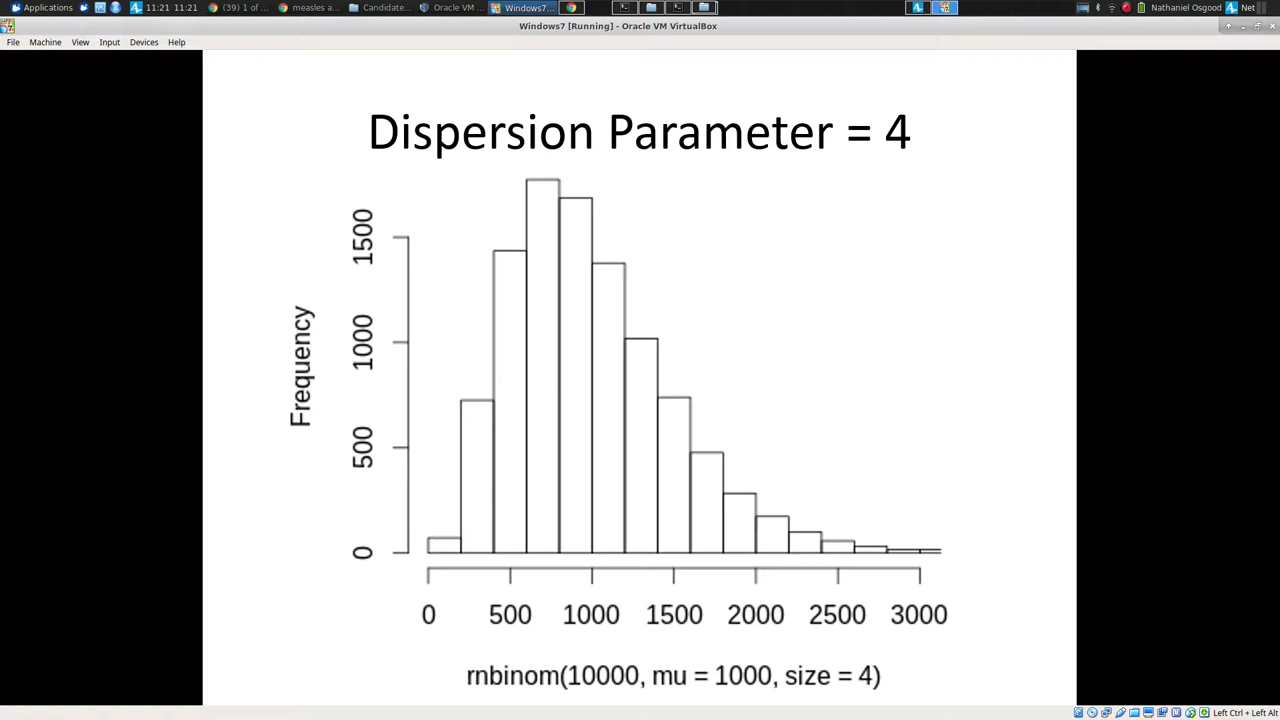 Applications 11:21 11:21 (39) 1 of ... measles a... Candidate... Oracle VM ... Windows7... Nathaniel Osgood Net
Windows7 [Running] - Oracle VM VirtualBox
File Machine View Input Devices Help
Dispersion Parameter = 4
Frequency
1500
1000
500
0
0 500 1000 1500 2000 2500 3000
rnbinom(10000, mu = 1000, size = 4)
Left Ctrl + Left Alt